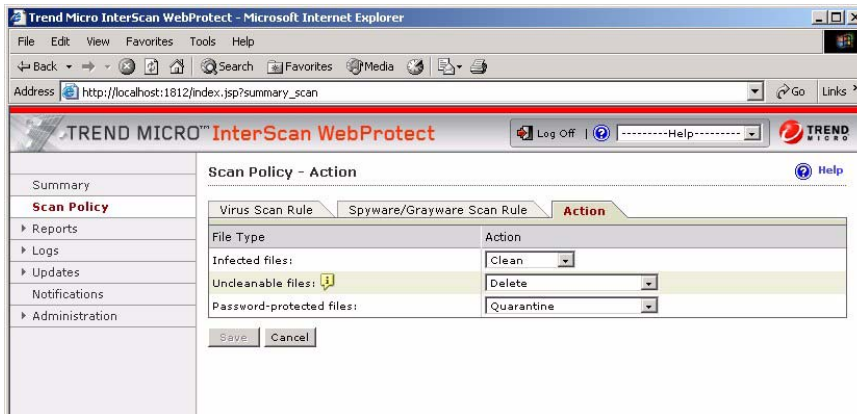 Trend Micro InterScan WebProtect - Microsoft Internet Explorer
File Edit View Favorites Tools Help
Back Search Favorites Media
Address http://localhost:1812/index.jsp?summary_scan Go Links
TREND MICRO™ InterScan WebProtect Log Off | ---------Help--------- TREND MICRO
Scan Policy - Action Help
Summary
Scan Policy
Reports
Logs
Updates
Notifications
Administration
Virus Scan Rule Spyware/Grayware Scan Rule Action
File Type Action
Infected files: Clean
Uncleanable files: Delete
Password-protected files: Quarantine
Save Cancel